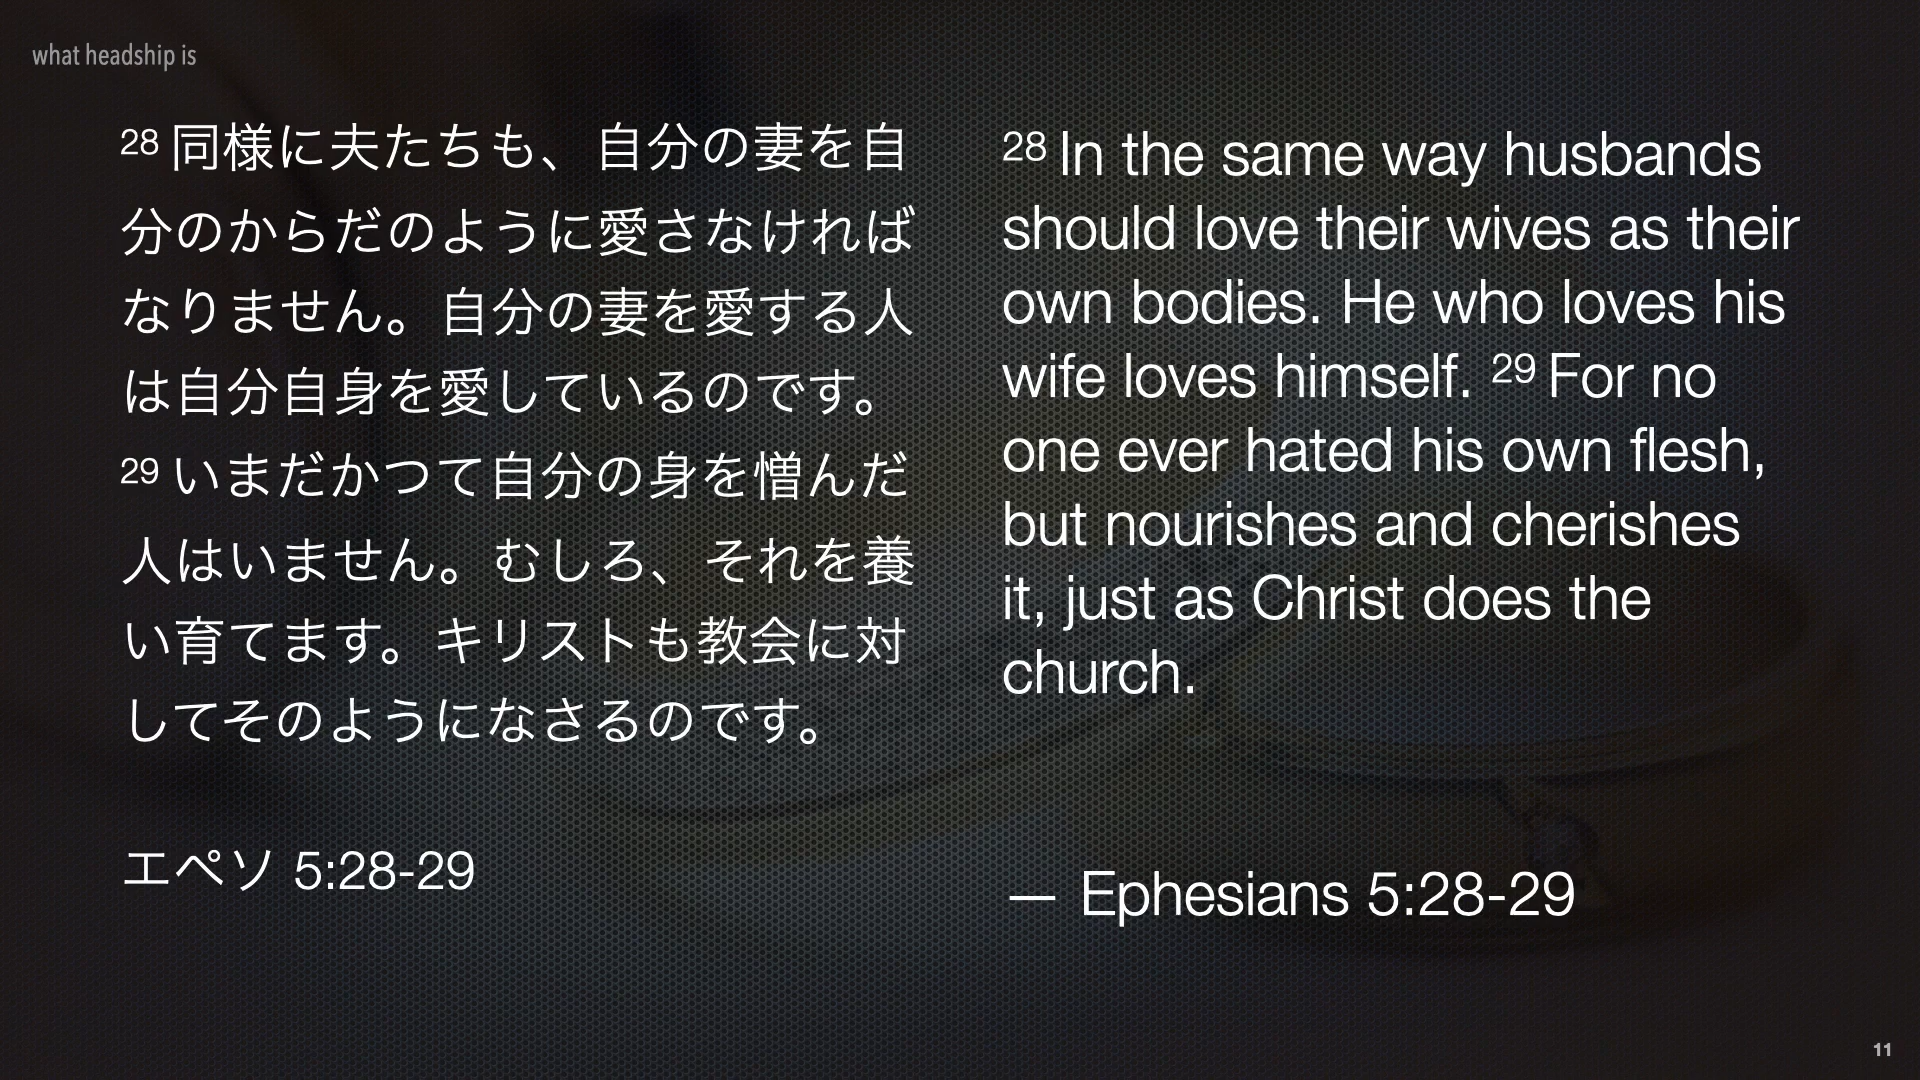 what headship is
28 同様に夫たちも、自分の妻を自
分のからだのように愛さなければ
なりません。自分の妻を愛する人
は自分自身を愛しているのです。
29 いまだかつて自分の身を憎んだ
人はいません。むしろ、それを養
い育てます。キリストも教会に対
してそのようになさるのです。
エペソ 5:28-29
28 In the same way husbands
should love their wives as their
own bodies. He who loves his
wife loves himself. 29 For no
one ever hated his own flesh,
but nourishes and cherishes
it, just as Christ does the
church.
— Ephesians 5:28-29
11